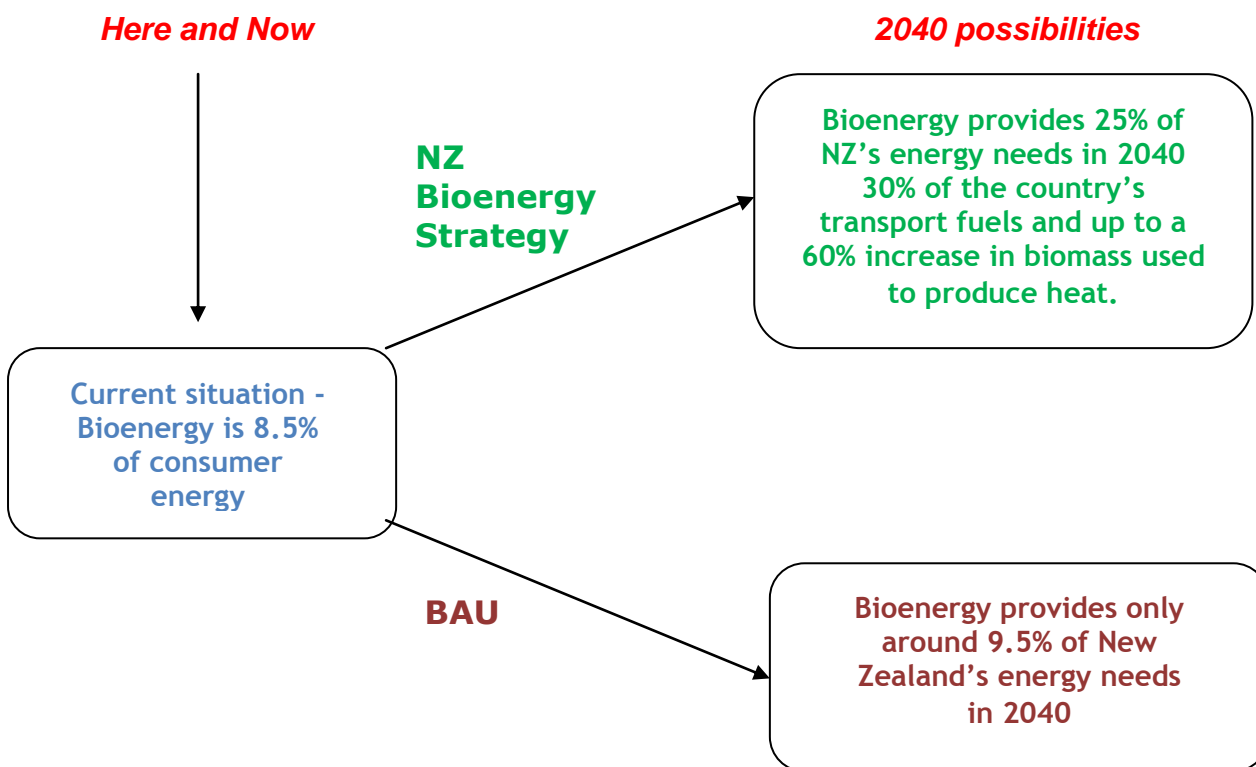 Here and Now
2040 possibilities
Bioenergy provides 25% of
NZ’s energy needs in 2040
30% of the country’s
transport fuels and up to a
60% increase in biomass used
to produce heat.
NZ
Bioenergy
Strategy
Current situation -
Bioenergy is 8.5%
of consumer
energy
BAU
Bioenergy provides only
around 9.5% of New
Zealand’s energy needs
in 2040